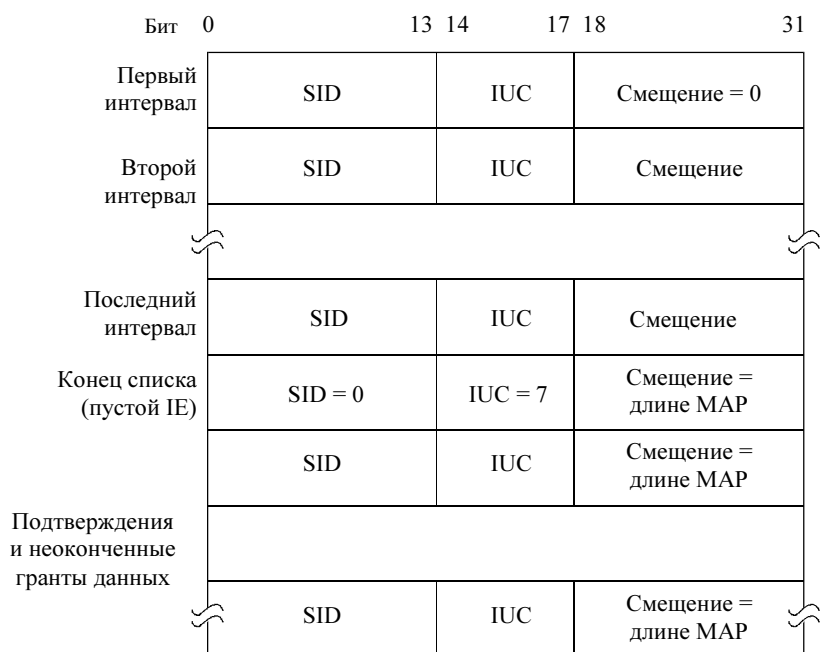 Бит 0 13 14 17 18 31
Первый
интервал
SID IUC Смещение = 0
Второй
интервал
SID IUC Смещение
Последний
интервал
SID IUC Смещение
Конец списка
(пустой IE)
SID = 0 IUC = 7 Смещение =
длине MAP
SID IUC Смещение =
длине MAP
Подтверждения
и неоконченные
гранты данных
SID IUC Смещение =
длине MAP